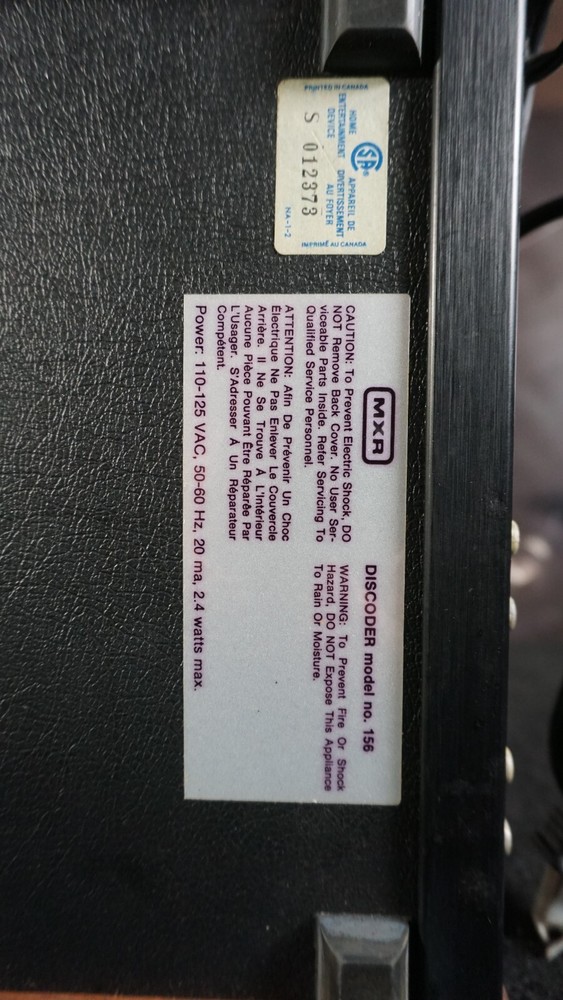 PRINTED IN CANADA
HOME
ENTERTAINMENT
DEVICE
SA®
APPAREIL DE
DIVERTISSEMENT
AU FOYER
S 012373
NA-1-2
IMPRIMÉ AU CANADA
MXR
DISCODER model no. 156
CAUTION: To Prevent Electric Shock, DO
NOT Remove Back Cover. No User Ser-
viceable Parts Inside. Refer Servicing To
Qualified Service Personnel.
WARNING: To Prevent Fire Or Shock
Hazard, DO NOT Expose This Appliance
To Rain Or Moisture.
ATTENTION: Afin De Prévenir Un Choc
Électrique Ne Pas Enlever Le Couvercle
Arrière. Il Ne Se Trouve À L'Intérieur
Aucune Pièce Pouvant Être Réparée Par
L'Usager. S'Adresser À Un Réparateur
Compétent.
Power: 110-125 VAC, 50-60 Hz, 20 ma, 2.4 watts max.